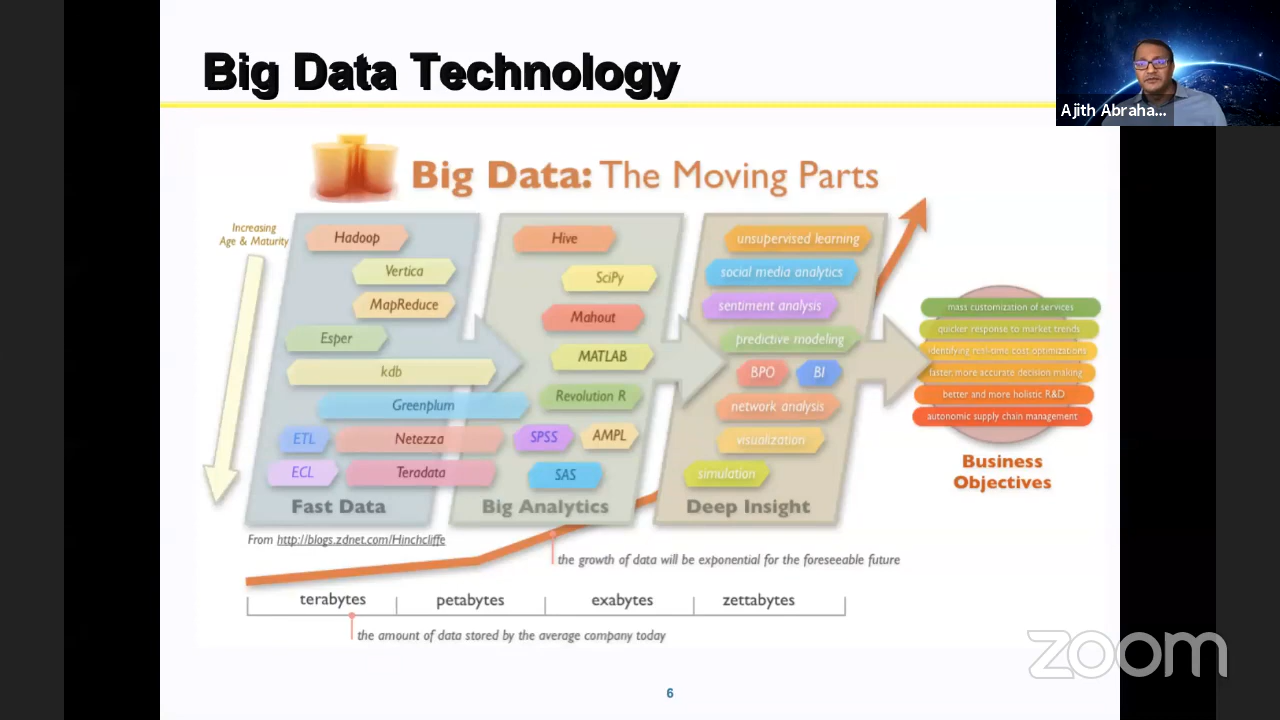 Big Data Technology
Ajith Abraha...
Big Data: The Moving Parts
Increasing
Age & Maturity
Hadoop
Vertica
MapReduce
Esper
kdb
Greenplum
ETL
Netezza
ECL
Teradata
Fast Data
Hive
SciPy
Mahout
MATLAB
Revolution R
SPSS
AMPL
SAS
Big Analytics
unsupervised learning
social media analytics
sentiment analysis
predictive modeling
BPO
BI
network analysis
visualization
simulation
Deep Insight
mass customization of services
quicker response to market trends
identifying real-time cost optimizations
faster more accurate decision making
better and more holistic R&D
autonomic supply chain management
Business
Objectives
From http://blogs.zdnet.com/Hinchcliffe
the growth of data will be exponential for the foreseeable future
terabytes
petabytes
exabytes
zettabytes
the amount of data stored by the average company today
zoom
6